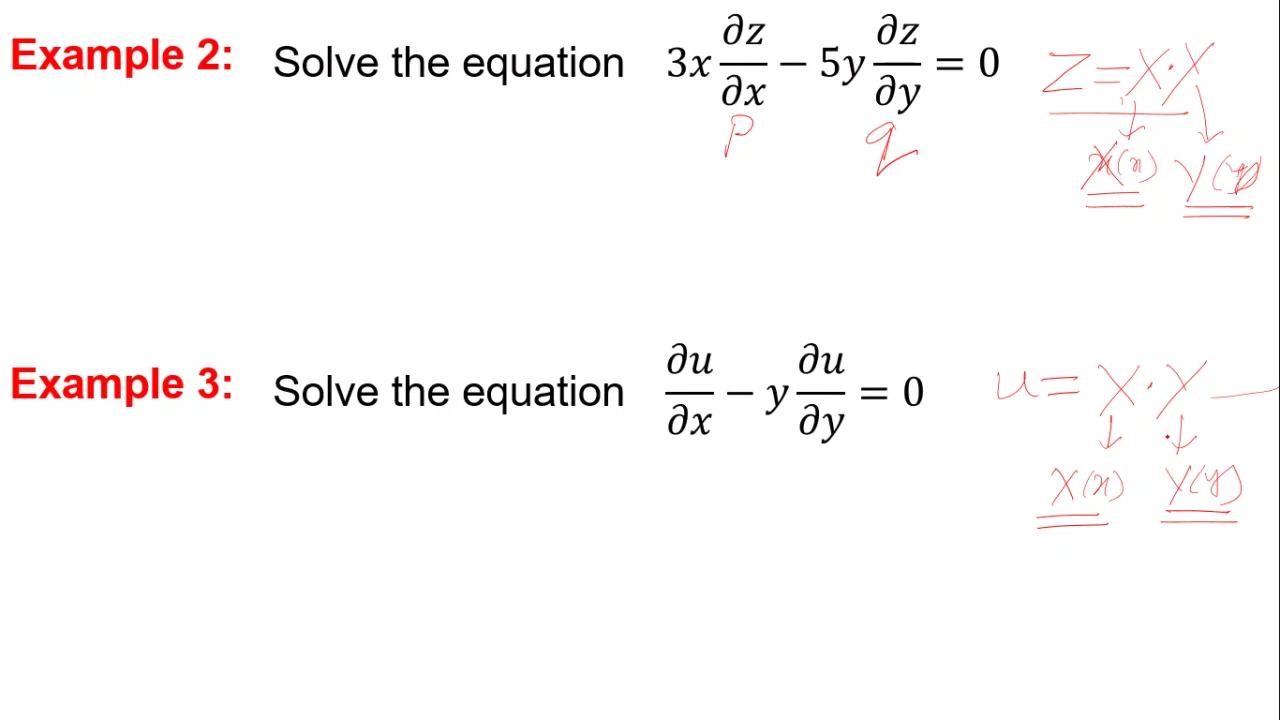 Example 2: Solve the equation 3x ∂z/∂x − 5y ∂z/∂y = 0
p q
Z = X · Y
X(x) Y(y)
Example 3: Solve the equation ∂u/∂x − y ∂u/∂y = 0
u = X · Y
X(x) Y(y)